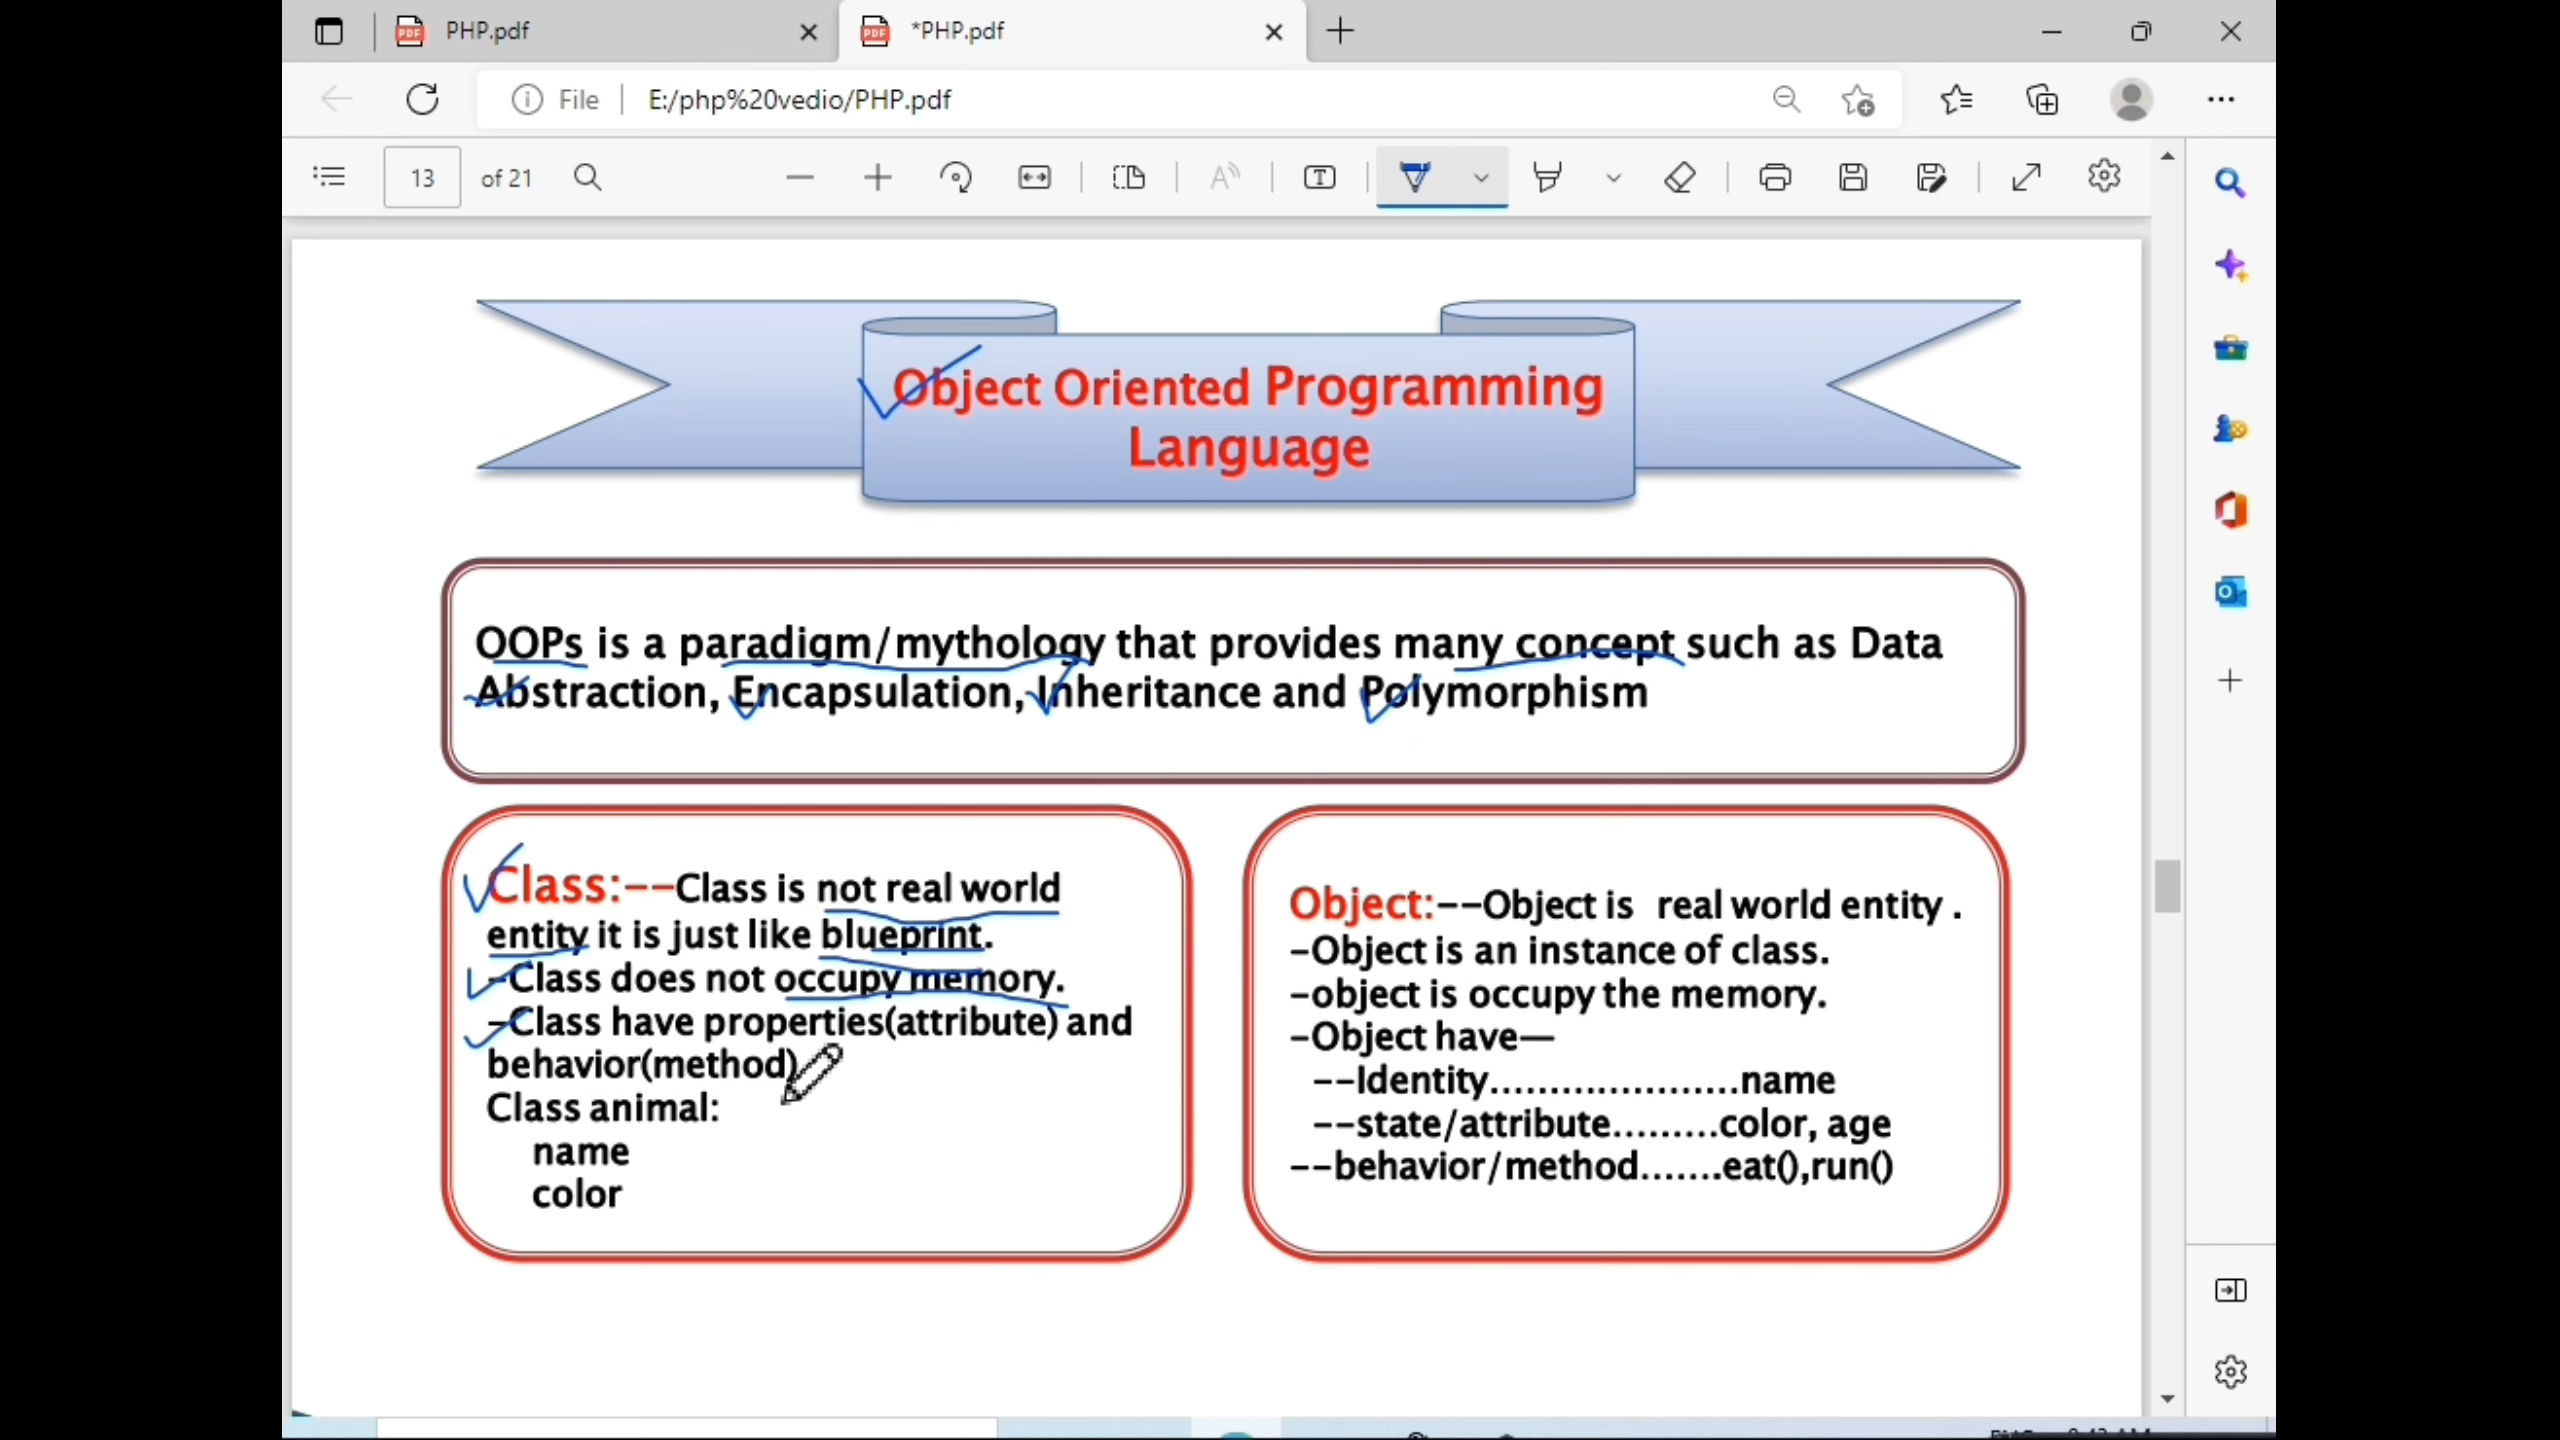 PHP.pdf
*PHP.pdf
File
E:/php%20vedio/PHP.pdf
13 of 21
Object Oriented Programming
Language
OOPs is a paradigm/mythology that provides many concept such as Data
Abstraction, Encapsulation, Inheritance and Polymorphism
Class:--Class is not real world
entity it is just like blueprint.
-Class does not occupy memory.
-Class have properties(attribute) and
behavior(method)
Class animal:
name
color
Object:--Object is real world entity .
-Object is an instance of class.
-object is occupy the memory.
-Object have—
--Identity.....................name
--state/attribute.........color, age
--behavior/method.......eat(),run()